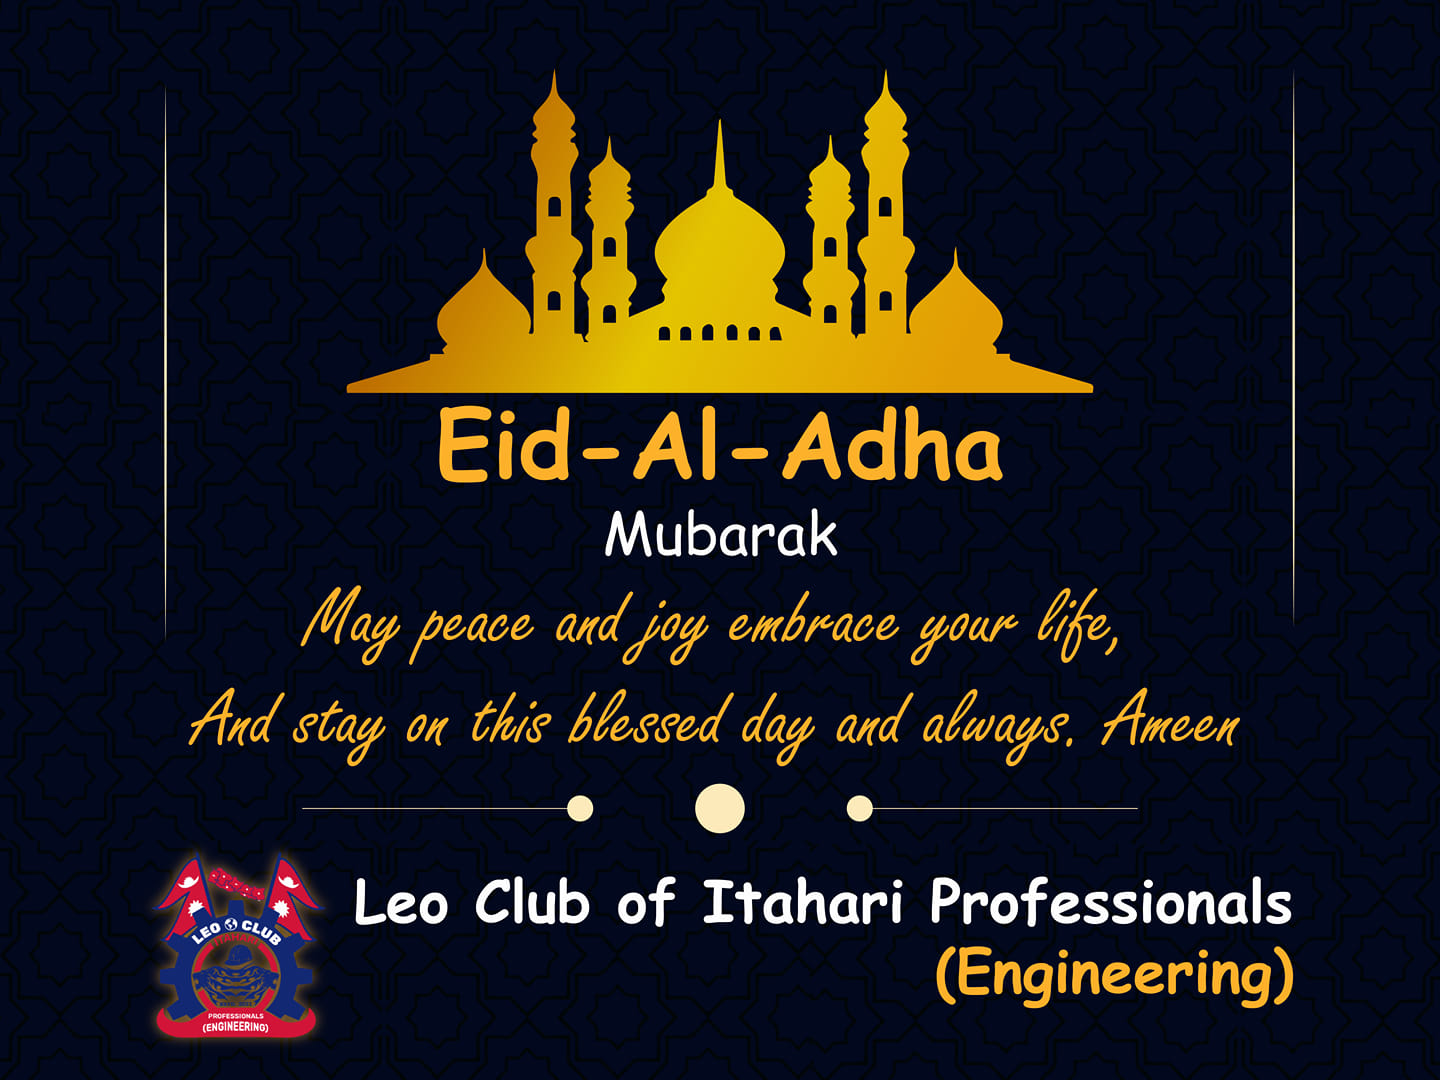 Eid-Al-Adha
Mubarak
May peace and joy embrace your life,
And stay on this blessed day and always. Ameen
Leo Club of Itahari Professionals
(Engineering)
LEO CLUB
ITAHARI
PROFESSIONALS
(ENGINEERING)